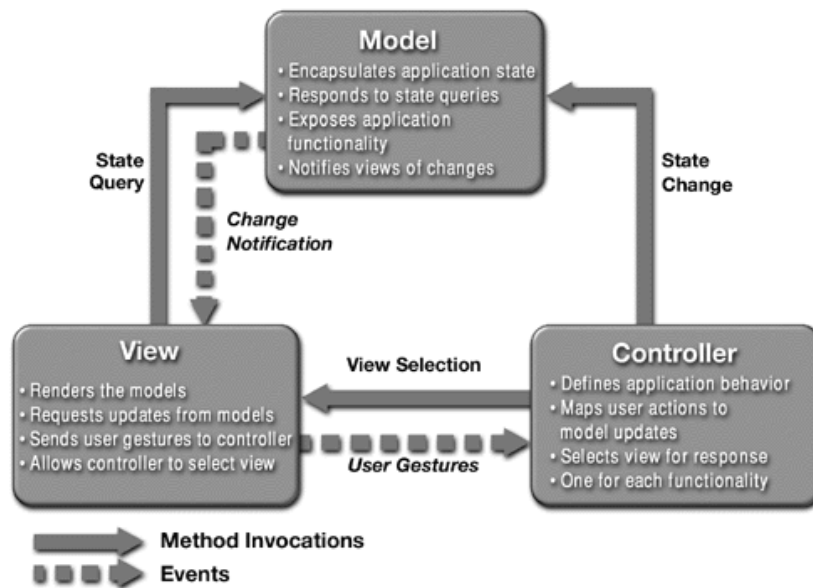 Model
• Encapsulates application state
• Responds to state queries
• Exposes application
functionality
• Notifies views of changes
State
Query
State
Change
Change
Notification
View
• Renders the models
• Requests updates from models
• Sends user gestures to controller
• Allows controller to select view
View Selection
User Gestures
Controller
• Defines application behavior
• Maps user actions to
model updates
• Selects view for response
• One for each functionality
Method Invocations
Events